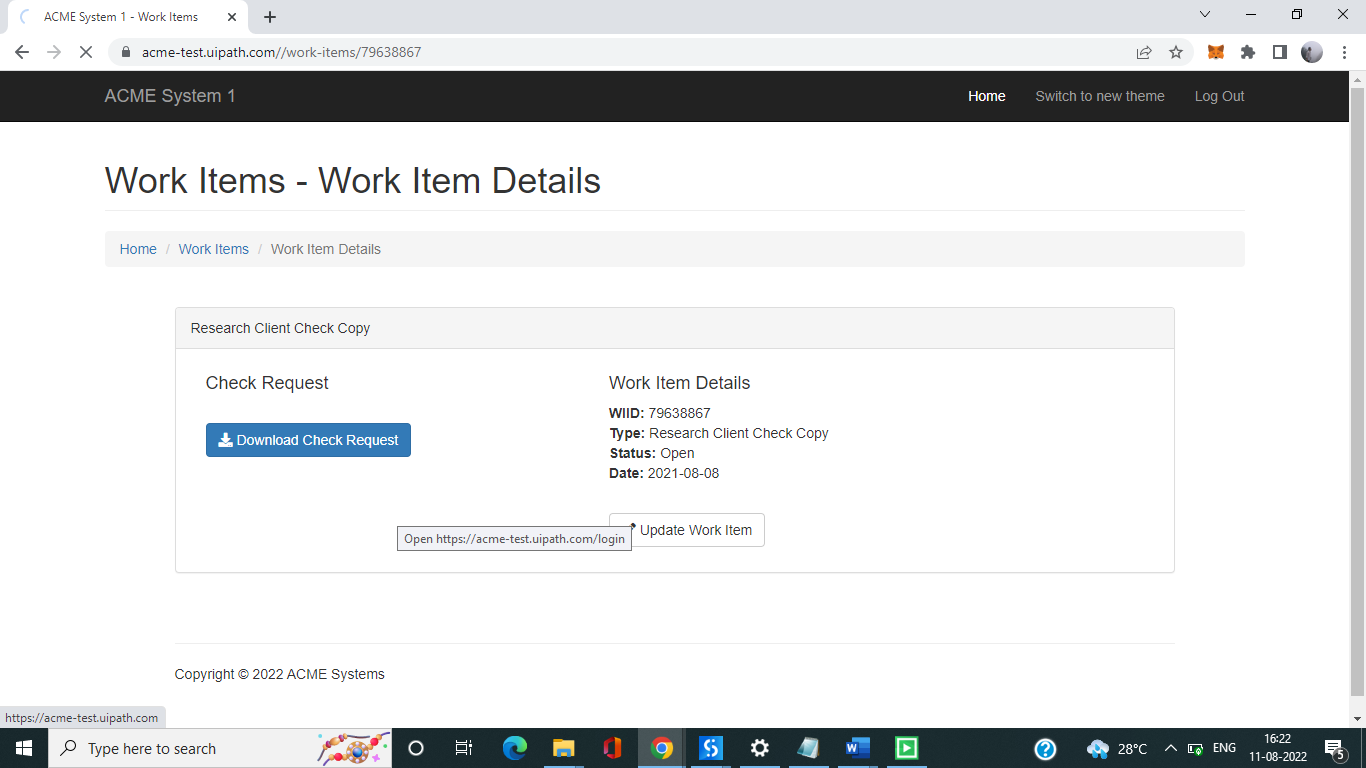 ACME System 1 - Work Items
acme-test.uipath.com//work-items/79638867
ACME System 1
Home
Switch to new theme
Log Out
Work Items - Work Item Details
Home / Work Items / Work Item Details
Research Client Check Copy
Check Request
Download Check Request
Work Item Details
WIID: 79638867
Type: Research Client Check Copy
Status: Open
Date: 2021-08-08
Update Work Item
Open https://acme-test.uipath.com/login
Copyright © 2022 ACME Systems
https://acme-test.uipath.com
Type here to search
28°C
ENG
16:22
11-08-2022
5